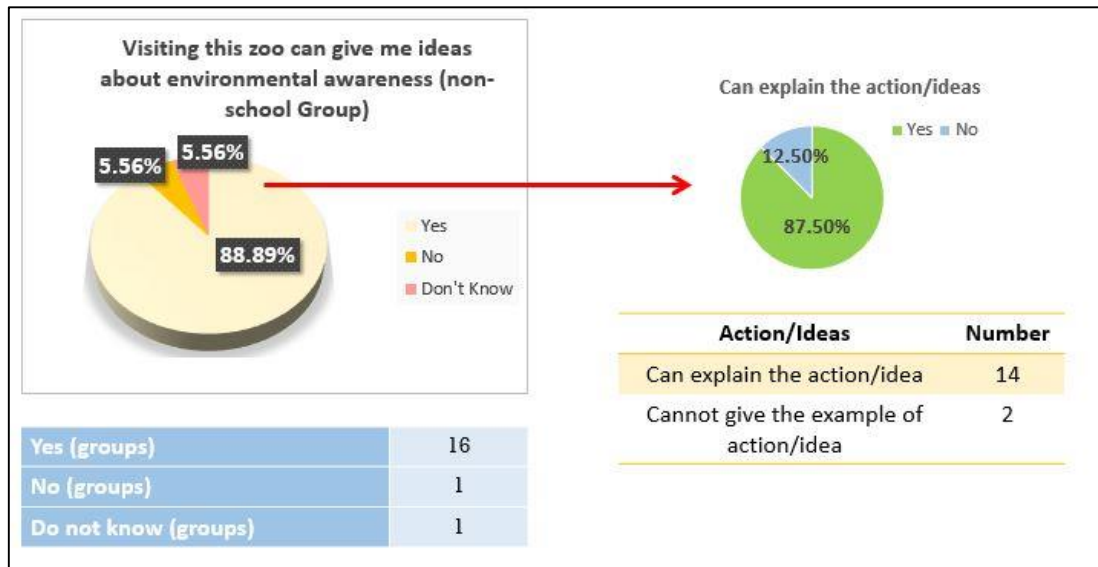 Visiting this zoo can give me ideas
about environmental awareness (non-
school Group)
5.56%
5.56%
88.89%
Yes
No
Don't Know
Yes (groups) 16
No (groups) 1
Do not know (groups) 1
Can explain the action/ideas
Yes No
12.50%
87.50%
Action/Ideas Number
Can explain the action/idea 14
Cannot give the example of 2
action/idea